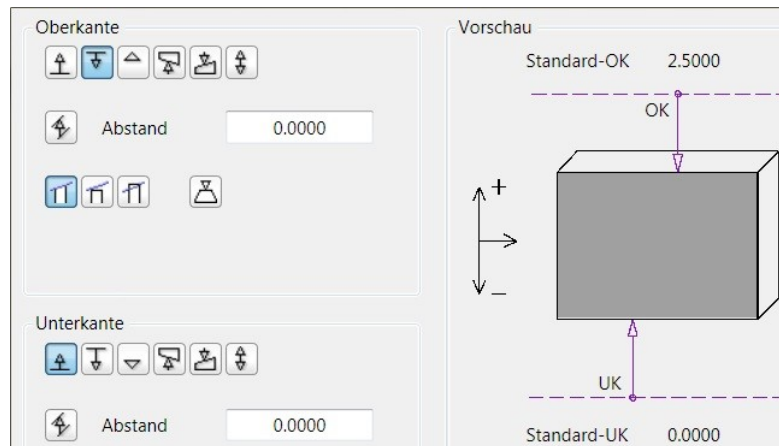 Oberkante
Abstand 0.0000
Unterkante
Abstand 0.0000
Vorschau
Standard-OK 2.5000
OK
+
−
UK
Standard-UK 0.0000